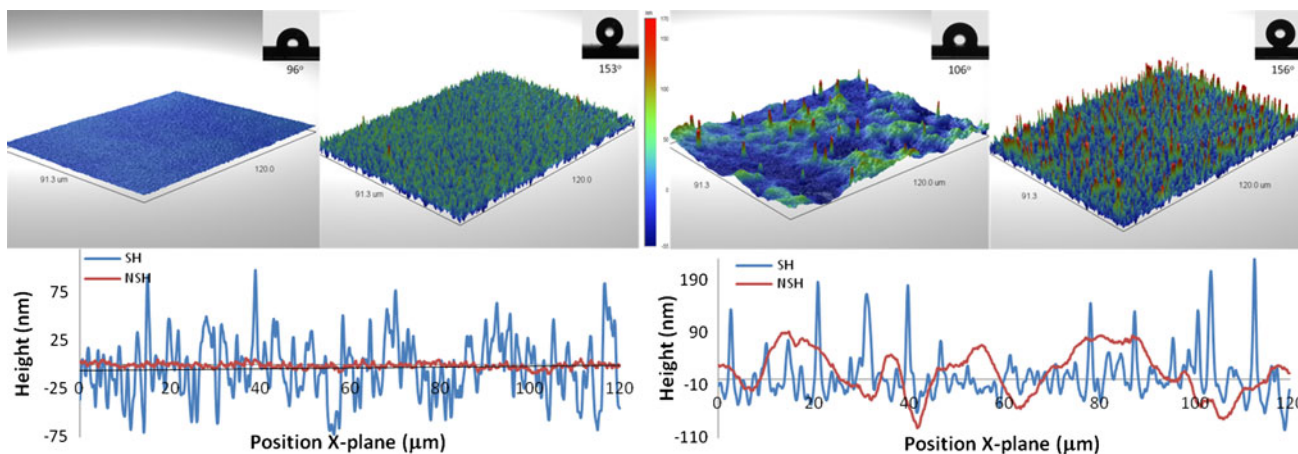 96°
153°
nm
106°
156°
91.3 um
120.0
91.3 um
120.0
91.3
120.0 um
91.3
120.0 um
SH
NSH
75
25
-25
-75
Height (nm)
0
20
40
60
80
100
120
Position X-plane (μm)
SH
NSH
190
90
-10
-110
Height (nm)
0
20
40
60
80
100
120
Position X-plane (μm)